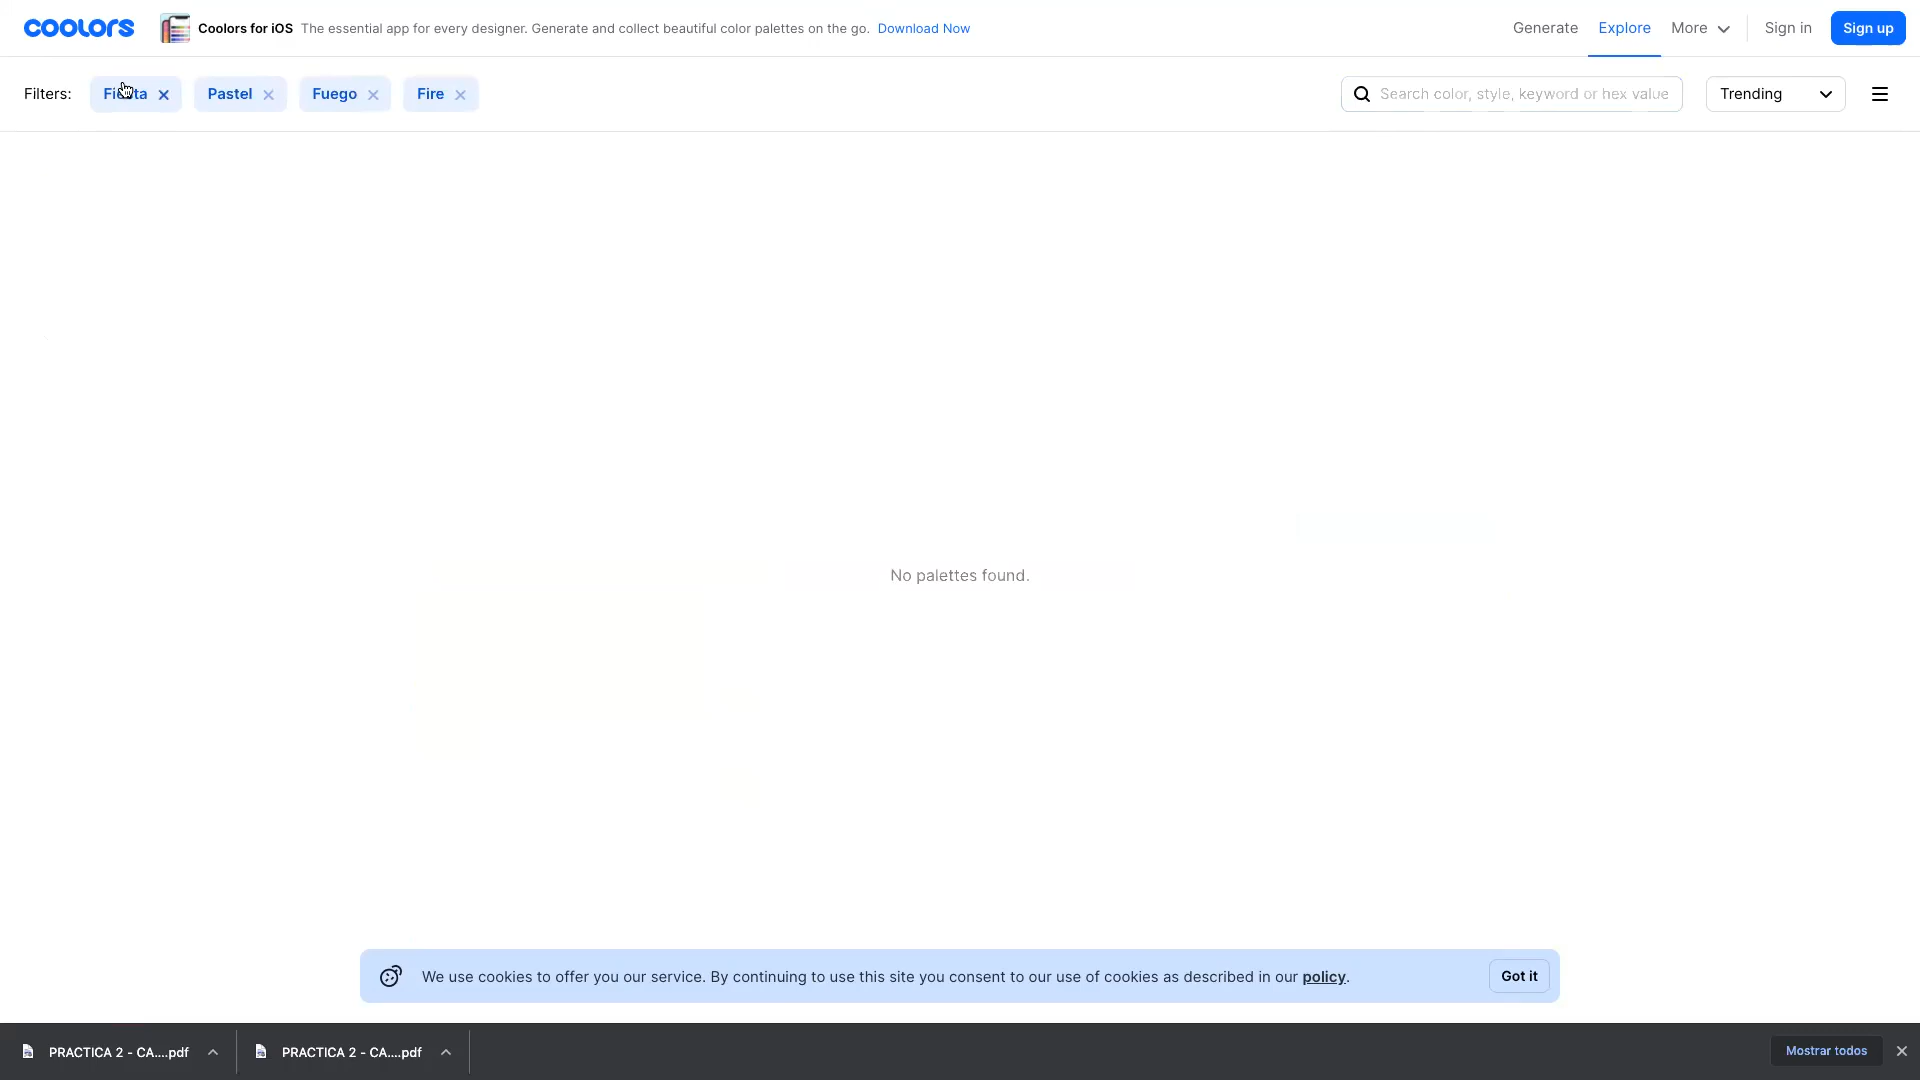 coolors
Coolors for iOS The essential app for every designer. Generate and collect beautiful color palettes on the go. Download Now
Generate Explore More Sign in Sign up
Filters: Pastel Fuego Fire
Search color, style, keyword or hex value
Trending
No palettes found.
We use cookies to offer you our service. By continuing to use this site you consent to our use of cookies as described in our policy.
Got it
PRACTICA 2 - CA....pdf PRACTICA 2 - CA....pdf Mostrar todos